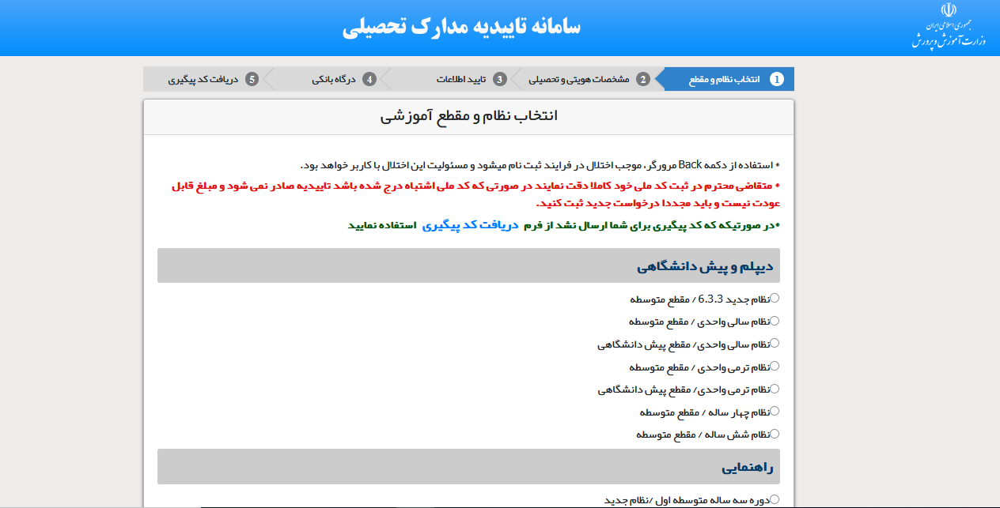 جمهوری اسلامی ایران
وزارت آموزش و پرورش
سامانه تاییدیه مدارک تحصیلی
1 انتخاب نظام و مقطع
2 مشخصات هویتی و تحصیلی
3 تایید اطلاعات
4 درگاه بانکی
5 دریافت کد پیگیری
انتخاب نظام و مقطع آموزشی
* استفاده از دکمه Back مرورگر، موجب اختلال در فرایند ثبت نام میشود و مسئولیت این اختلال با کاربر خواهد بود.
* متقاضی محترم در ثبت کد ملی خود کاملا دقت نمایند در صورتی که کد ملی اشتباه درج شده باشد تاییدیه صادر نمی شود و مبلغ قابل
عودت نیست و باید مجددا درخواست جدید ثبت کنید.
*در صورتیکه که کد پیگیری برای شما ارسال نشد از فرم دریافت کد پیگیری استفاده نمایید
دیپلم و پیش دانشگاهی
نظام جدید 6.3.3 / مقطع متوسطه
نظام سالی واحدی / مقطع متوسطه
نظام سالی واحدی/ مقطع پیش دانشگاهی
نظام ترمی واحدی / مقطع متوسطه
نظام ترمی واحدی/ مقطع پیش دانشگاهی
نظام چهار ساله / مقطع متوسطه
نظام شش ساله / مقطع متوسطه
راهنمایی
دوره سه ساله متوسطه اول /نظام جدید